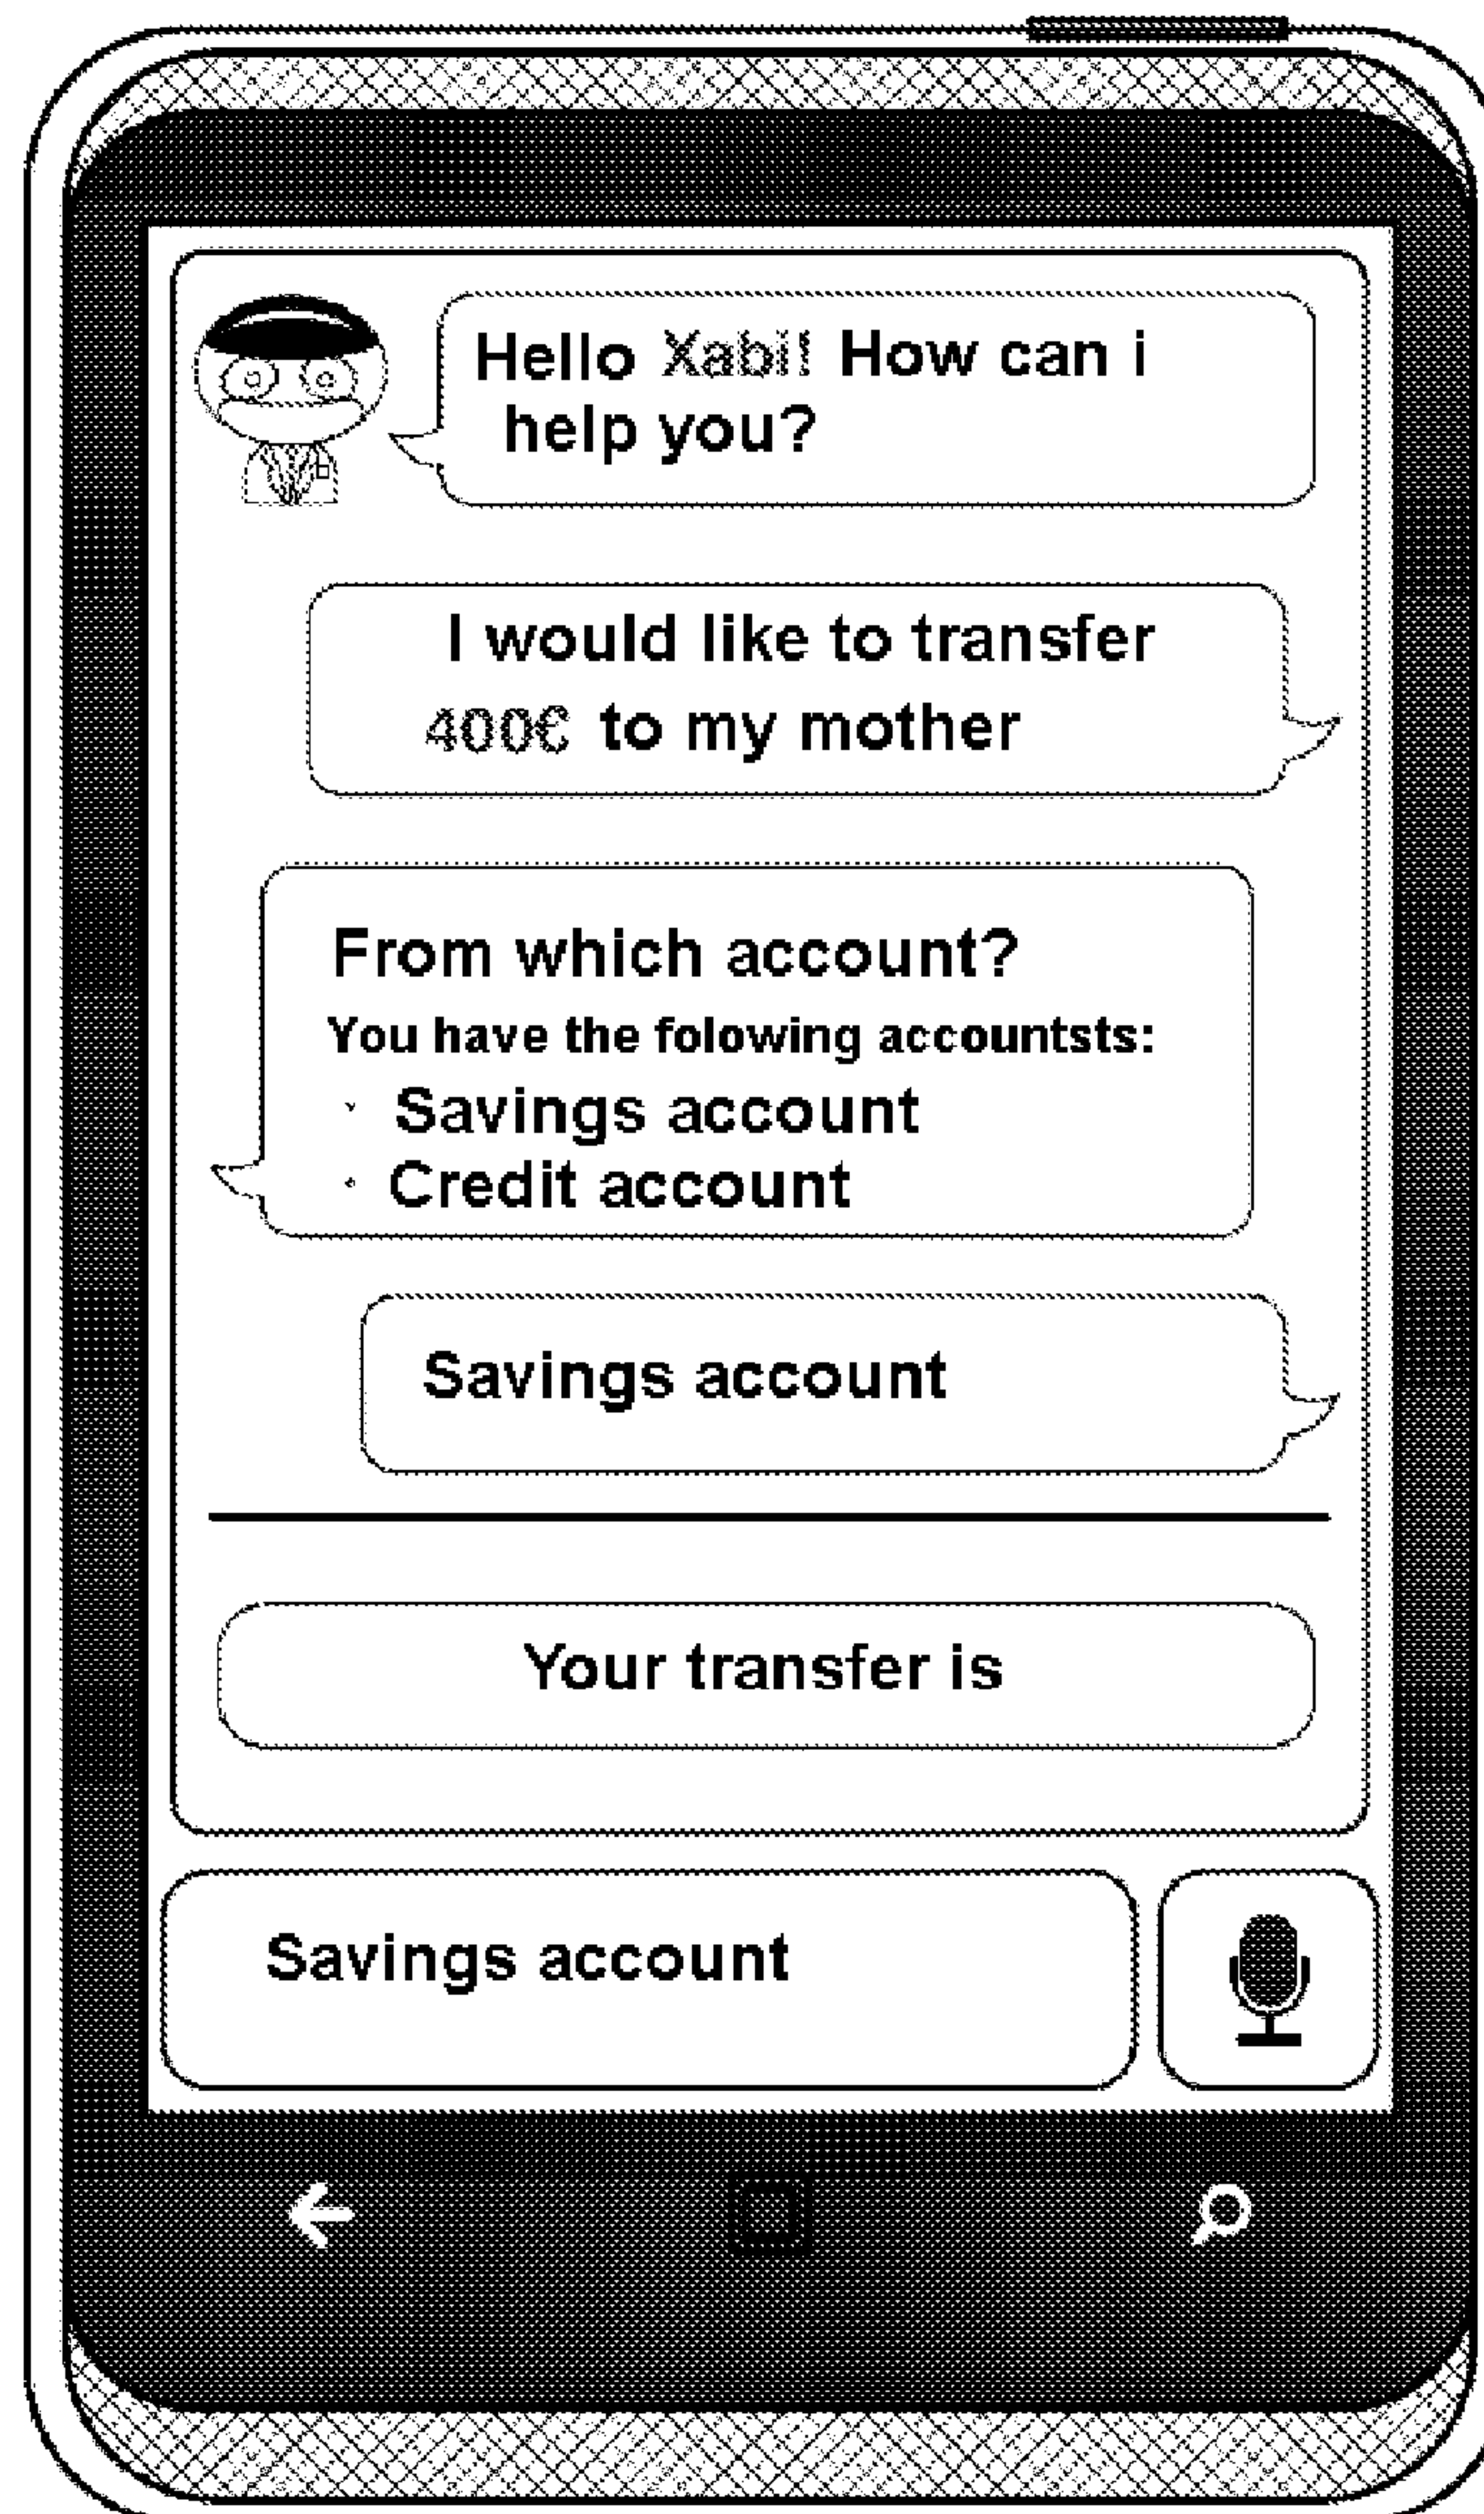 Hello Xabi! How can i
help you?
I would like to transfer
400€ to my mother
From which account?
You have the folowing accountsts:
Savings account
Credit account
Savings account
Your transfer is
Savings account